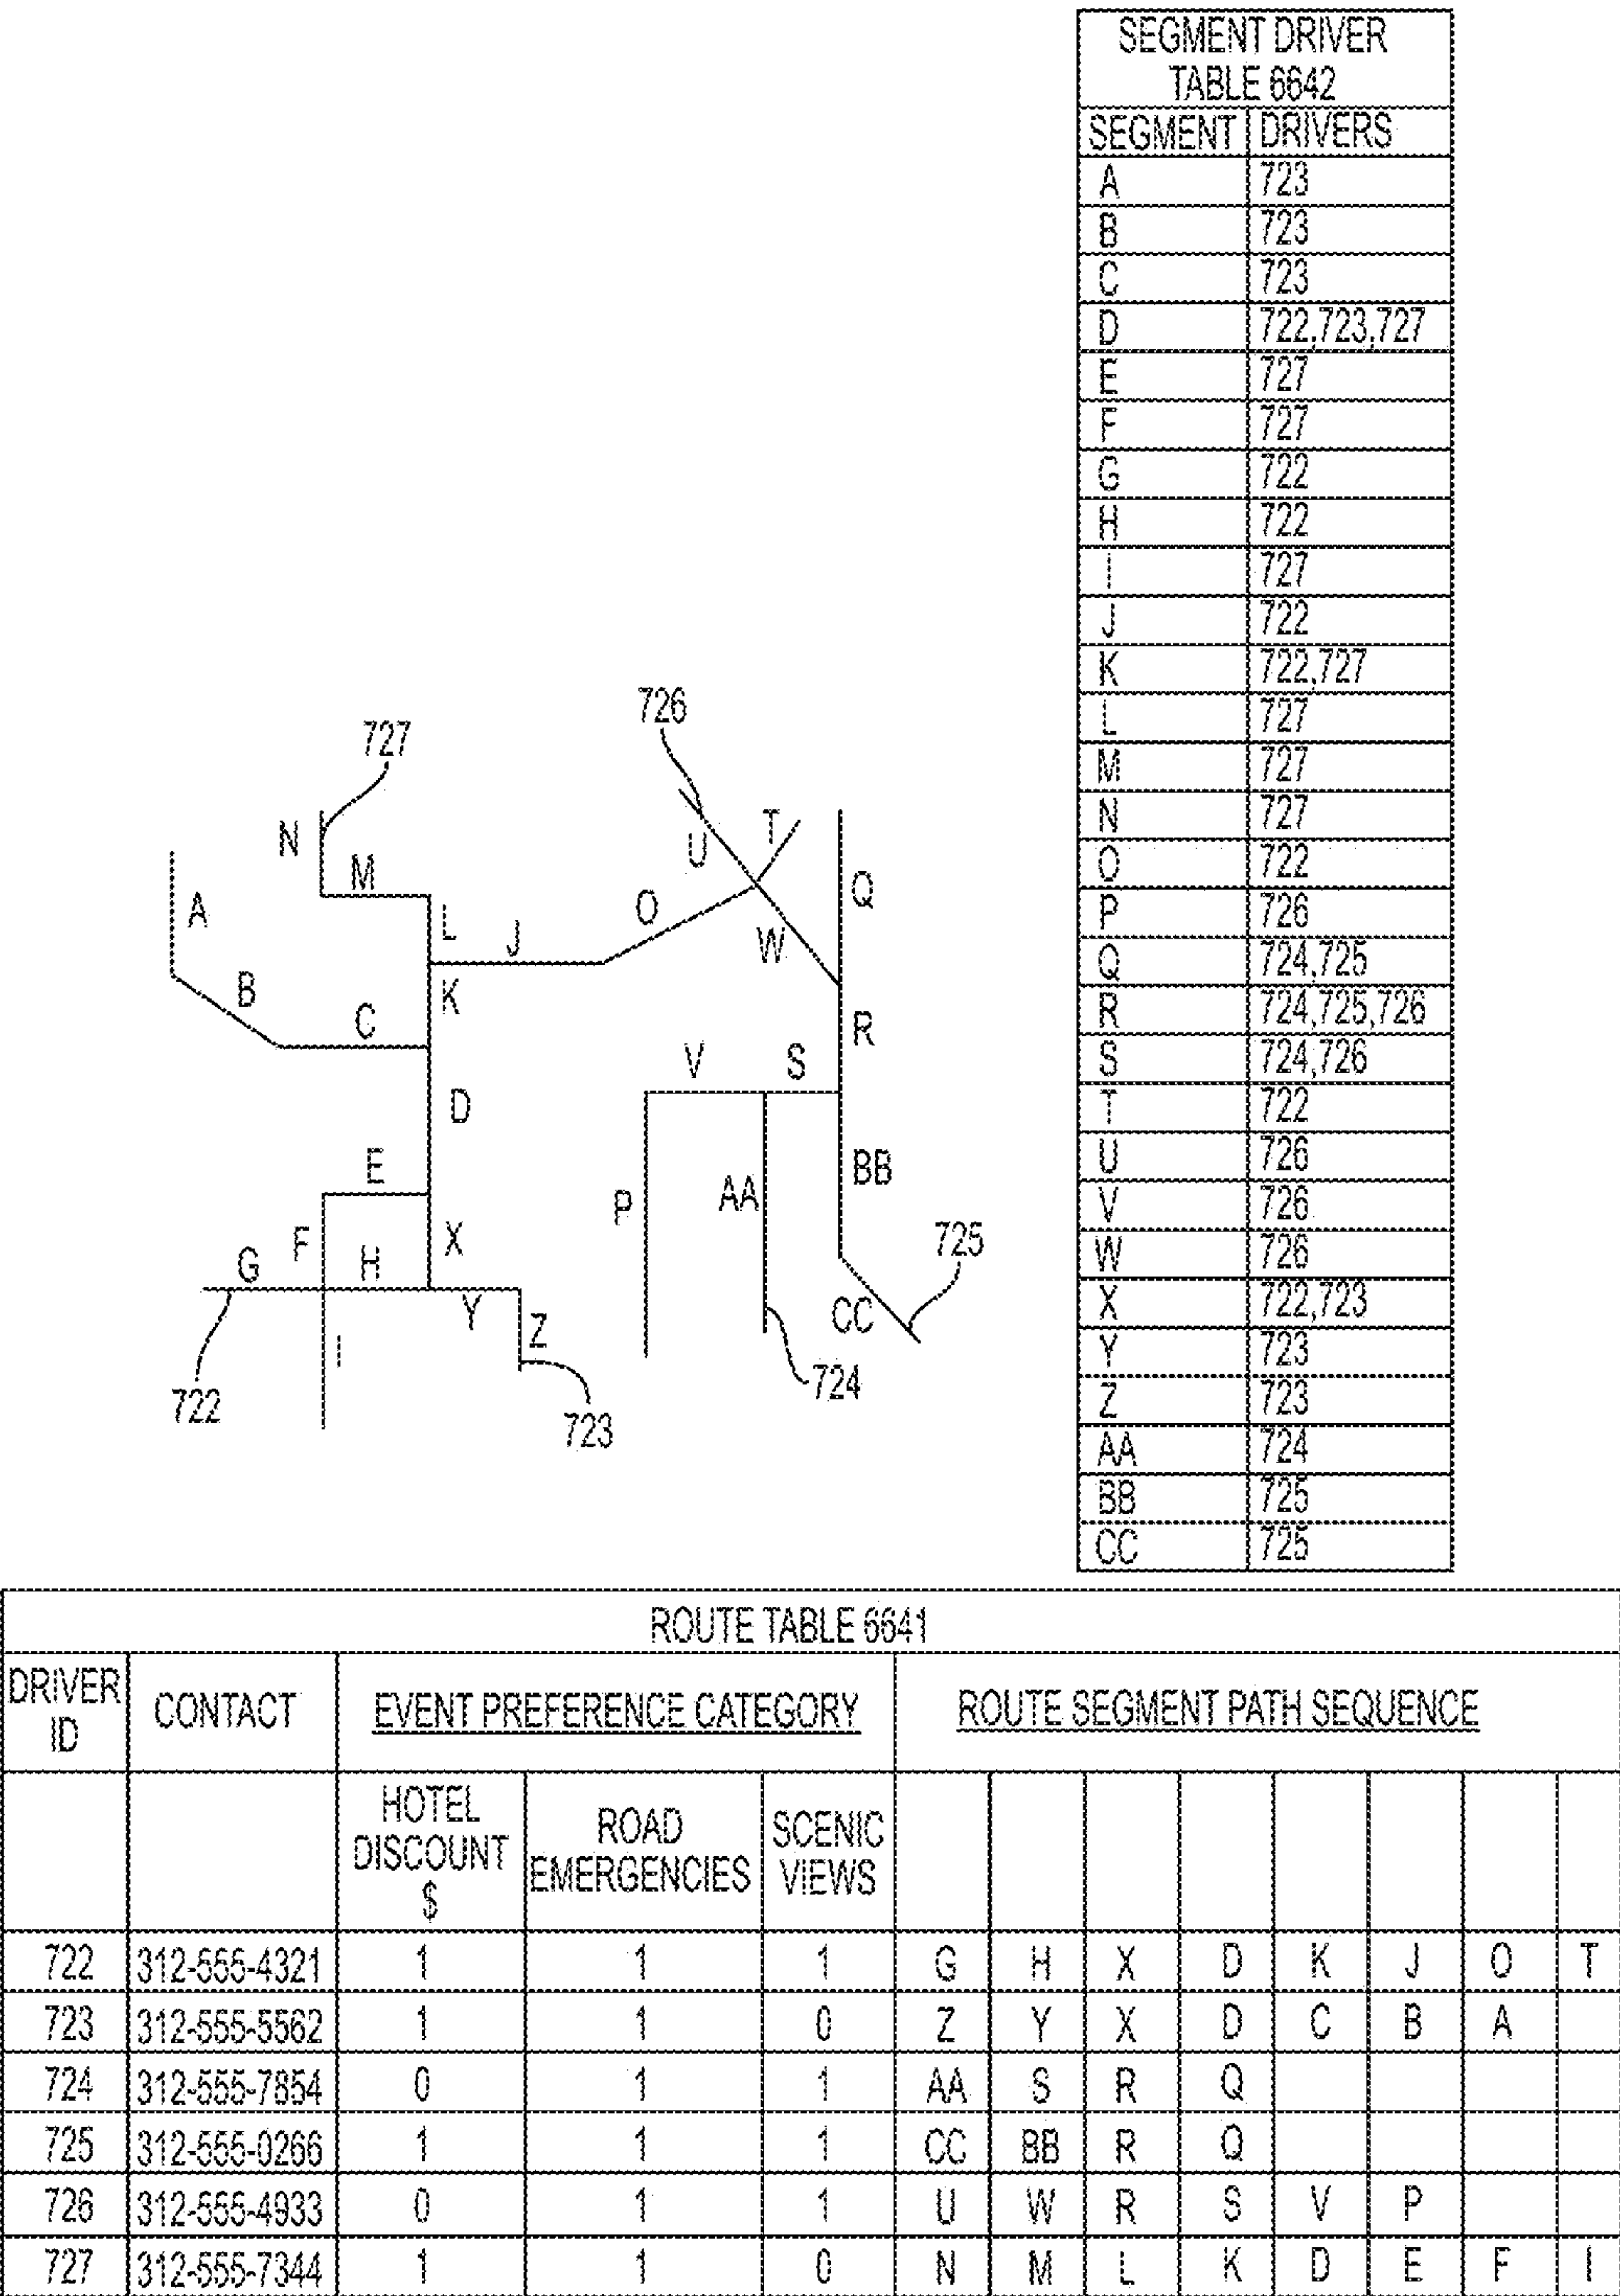 SEGMENT DRIVER
TABLE 6642
SEGMENT DRIVERS
A 723
B 723
C 723
D 722,723,727
E 727
F 727
G 722
H 722
I 727
J 722
K 722,727
L 727
M 727
N 727
O 722
P 726
Q 724,725
R 724,725,726
S 724,726
T 722
U 726
V 726
W 726
X 722,723
Y 723
Z 723
AA 724
BB 725
CC 725
726
727
N
M
U
T
Q
A
L
J
O
W
B
K
C
R
V
S
D
E
BB
P
AA
F
X
G
H
725
Y
Z
CC
I
722
724
723
ROUTE TABLE 6641
DRIVER
ID
CONTACT
EVENT PREFERENCE CATEGORY
ROUTE SEGMENT PATH SEQUENCE
HOTEL
DISCOUNT
$
ROAD
EMERGENCIES
SCENIC
VIEWS
722 312-555-4321 1 1 1 G H X D K J O T
723 312-555-5562 1 1 0 Z Y X D C B A
724 312-555-7854 0 1 1 AA S R Q
725 312-555-0266 1 1 1 CC BB R Q
726 312-555-4933 0 1 1 U W R S V P
727 312-555-7344 1 1 0 N M L K D E F I